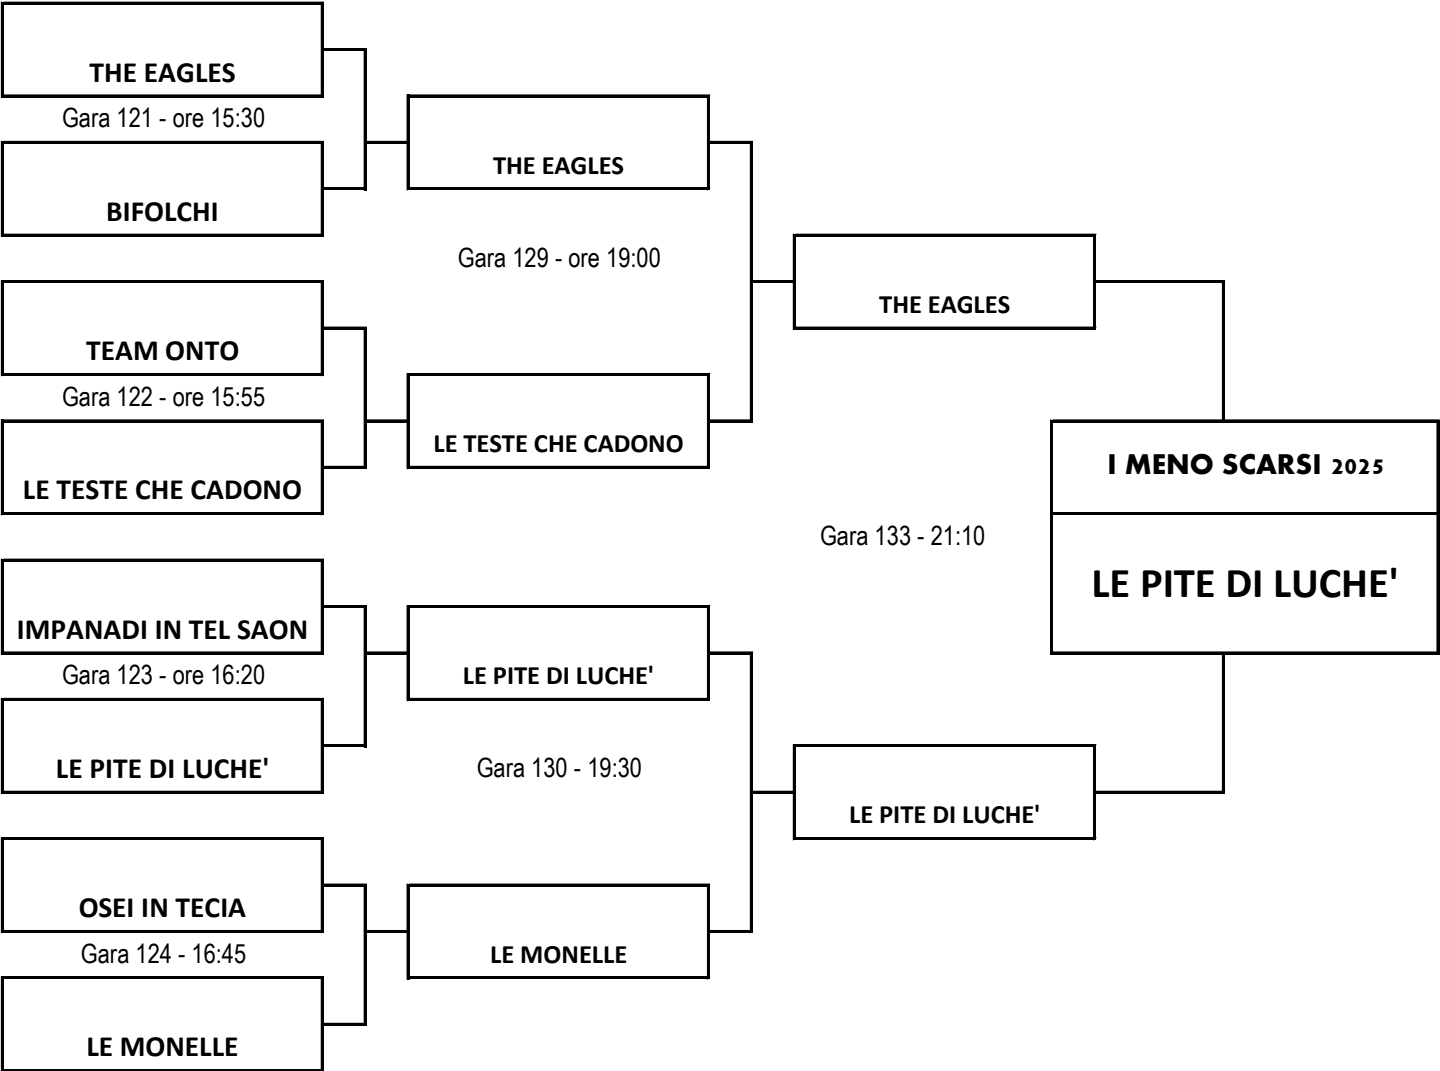 THE EAGLES
Gara 121 - ore 15:30
BIFOLCHI
THE EAGLES
Gara 129 - ore 19:00
TEAM ONTO
Gara 122 - ore 15:55
LE TESTE CHE CADONO
LE TESTE CHE CADONO
THE EAGLES
Gara 133 - 21:10
I MENO SCARSI 2025
LE PITE DI LUCHE'
IMPANADI IN TEL SAON
Gara 123 - ore 16:20
LE PITE DI LUCHE'
LE PITE DI LUCHE'
Gara 130 - 19:30
OSEI IN TECIA
Gara 124 - 16:45
LE MONELLE
LE MONELLE
LE PITE DI LUCHE'